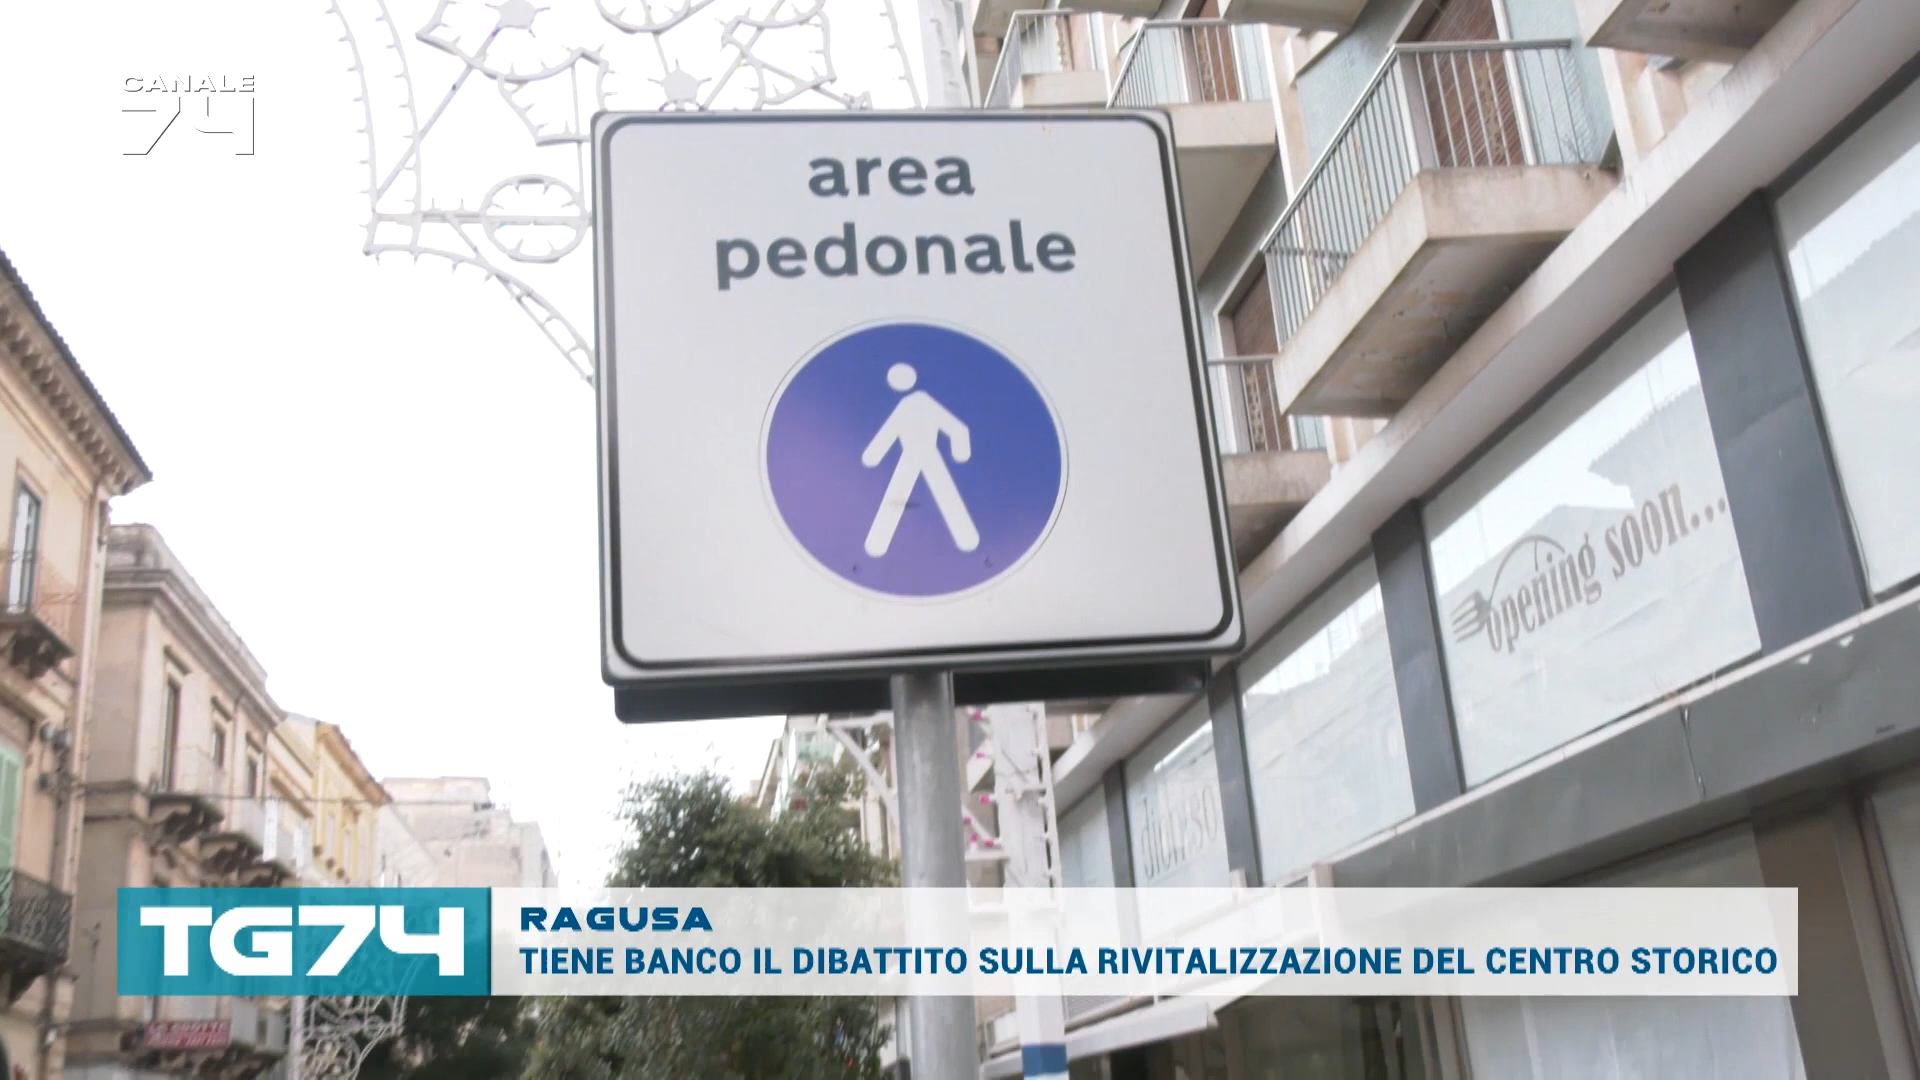 CANALE
74
area
pedonale
opening soon...
TG74
RAGUSA
TIENE BANCO IL DIBATTITO SULLA RIVITALIZZAZIONE DEL CENTRO STORICO